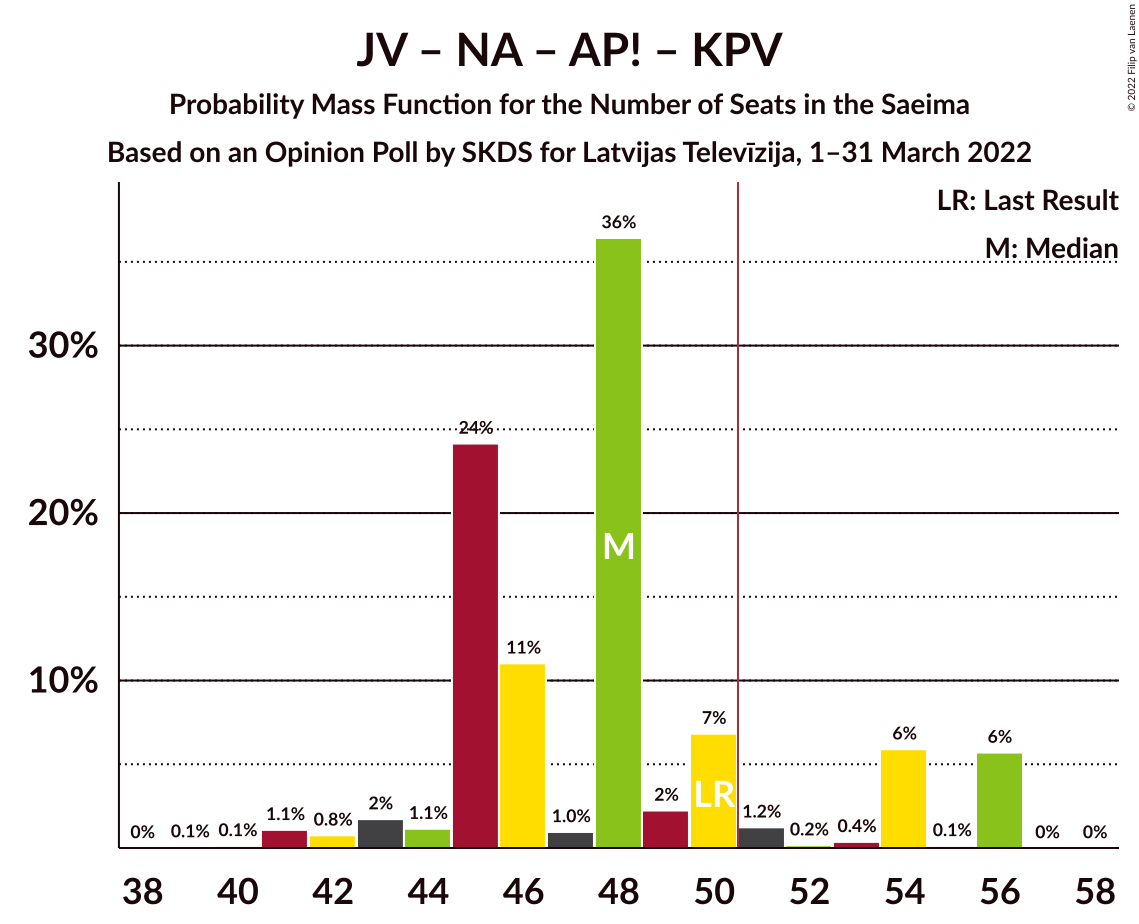 JV – NA – AP! – KPV
Probability Mass Function for the Number of Seats in the Saeima
Based on an Opinion Poll by SKDS for Latvijas Televīzija, 1–31 March 2022
© 2022 Filip van Laenen
LR: Last Result
M: Median
30%
20%
10%
0%
0.1%
0.1%
1.1%
0.8%
2%
1.1%
24%
11%
1.0%
36%
2%
7%
1.2%
0.2%
0.4%
6%
0.1%
6%
0%
0%
M
LR
38 40 42 44 46 48 50 52 54 56 58